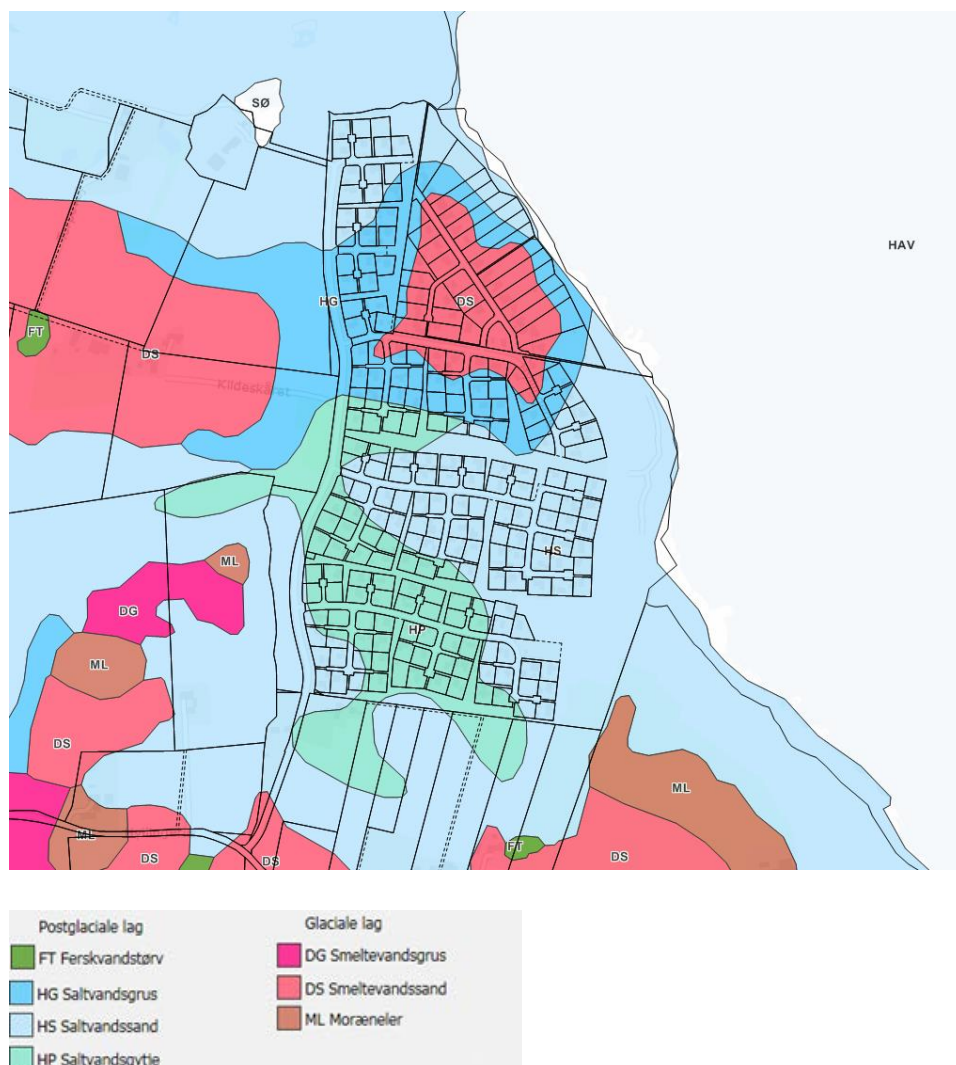 SØ
HAV
HG
DS
FT
DS
Kildeskåret
ML
HS
DG
HP
ML
DS
ML
ML
FT
DS
DS
DS
Postglaciale lag
FT Ferskvandstørv
HG Saltvandsgrus
HS Saltvandssand
HP Saltvandsgytje
Glaciale lag
DG Smeltevandsgrus
DS Smeltevandssand
ML Moræneler